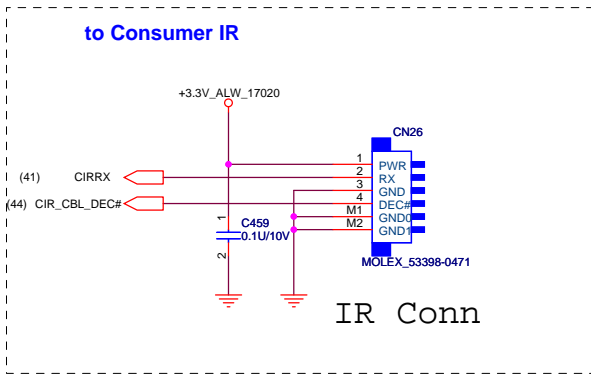 to Consumer IR
+3.3V_ALW_17020
CN26
1 PWR
(41) CIRRX 2 RX
3 GND
(44) CIR_CBL_DEC# 4 DEC#
M1 GND0
1 C459 M2 GND1
0.1U/10V
2 MOLEX_53398-0471
IR Conn